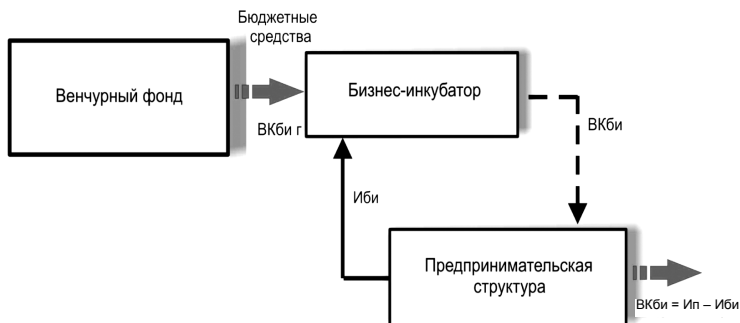 Бюджетные
средства
Венчурный фонд
Бизнес-инкубатор
ВКби г
ВКби
Иби
Предпринимательская
структура
ВКби = Ип – Иби